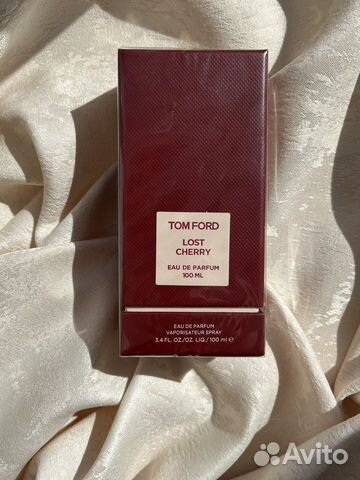 TOM FORD
LOST
CHERRY
EAU DE PARFUM
100 ML
EAU DE PARFUM
VAPORISATEUR SPRAY
3.4 FL. OZ./OZ. LIQ / 100 ml ℮
Avito